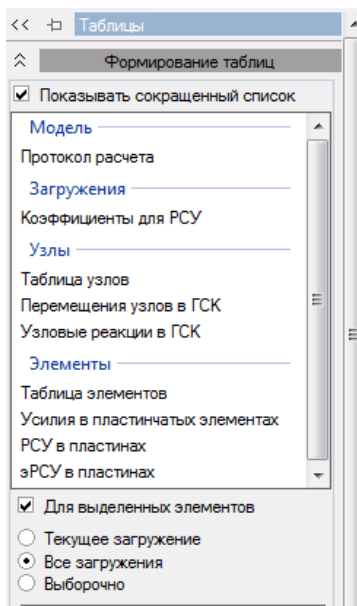 << Таблицы
Формирование таблиц
Показывать сокращенный список
Модель
Протокол расчета
Загружения
Коэффициенты для РСУ
Узлы
Таблица узлов
Перемещения узлов в ГСК
Узловые реакции в ГСК
Элементы
Таблица элементов
Усилия в пластинчатых элементах
РСУ в пластинах
эРСУ в пластинах
Для выделенных элементов
Текущее загружение
Все загружения
Выборочно